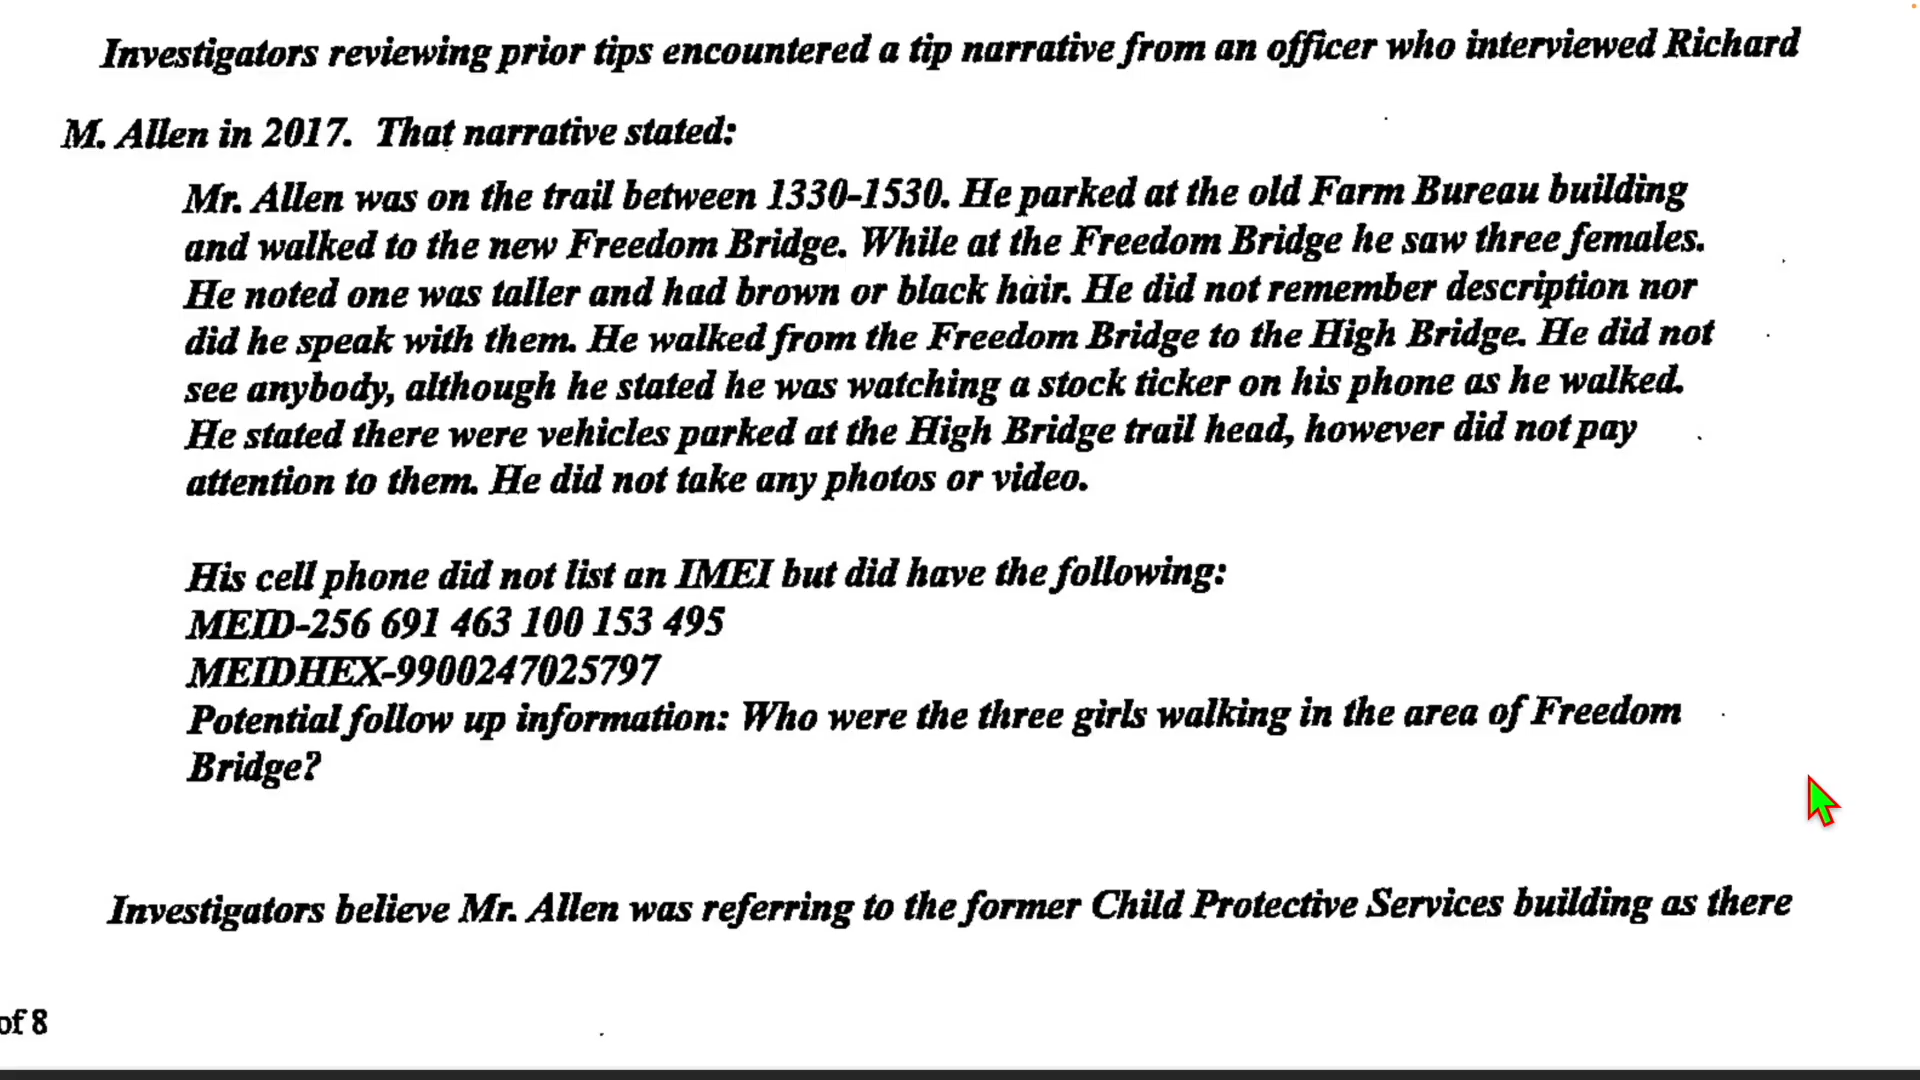 Investigators reviewing prior tips encountered a tip narrative from an officer who interviewed Richard
M. Allen in 2017. That narrative stated:
Mr. Allen was on the trail between 1330-1530. He parked at the old Farm Bureau building
and walked to the new Freedom Bridge. While at the Freedom Bridge he saw three females.
He noted one was taller and had brown or black hair. He did not remember description nor
did he speak with them. He walked from the Freedom Bridge to the High Bridge. He did not
see anybody, although he stated he was watching a stock ticker on his phone as he walked.
He stated there were vehicles parked at the High Bridge trail head, however did not pay
attention to them. He did not take any photos or video.
His cell phone did not list an IMEI but did have the following:
MEID-256 691 463 100 153 495
MEIDHEX-9900247025797
Potential follow up information: Who were the three girls walking in the area of Freedom
Bridge?
Investigators believe Mr. Allen was referring to the former Child Protective Services building as there
of 8